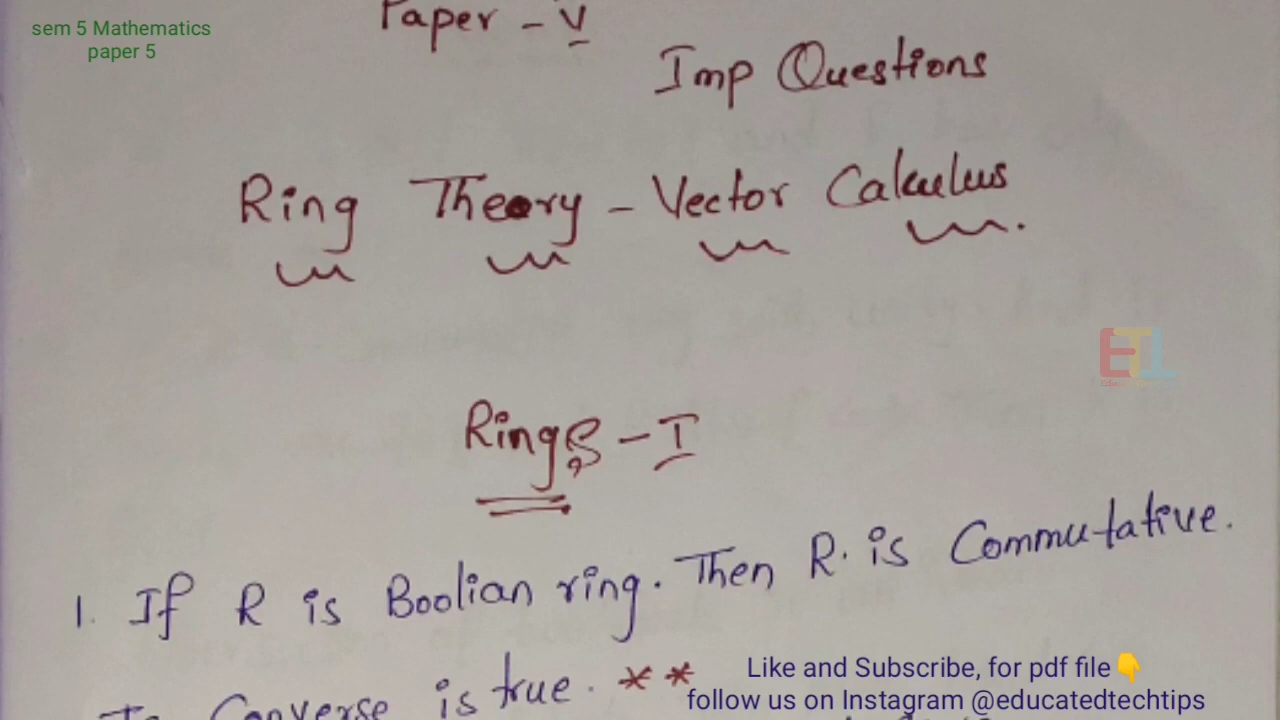 sem 5 Mathematics
paper 5
Paper - V
Imp Questions
Ring Theory - Vector Calculus
Rings - I
1. If R is Boolian ring. Then R. is Commutative.
Converse is true. **
Like and Subscribe, for pdf file👇
follow us on Instagram @educatedtechtips